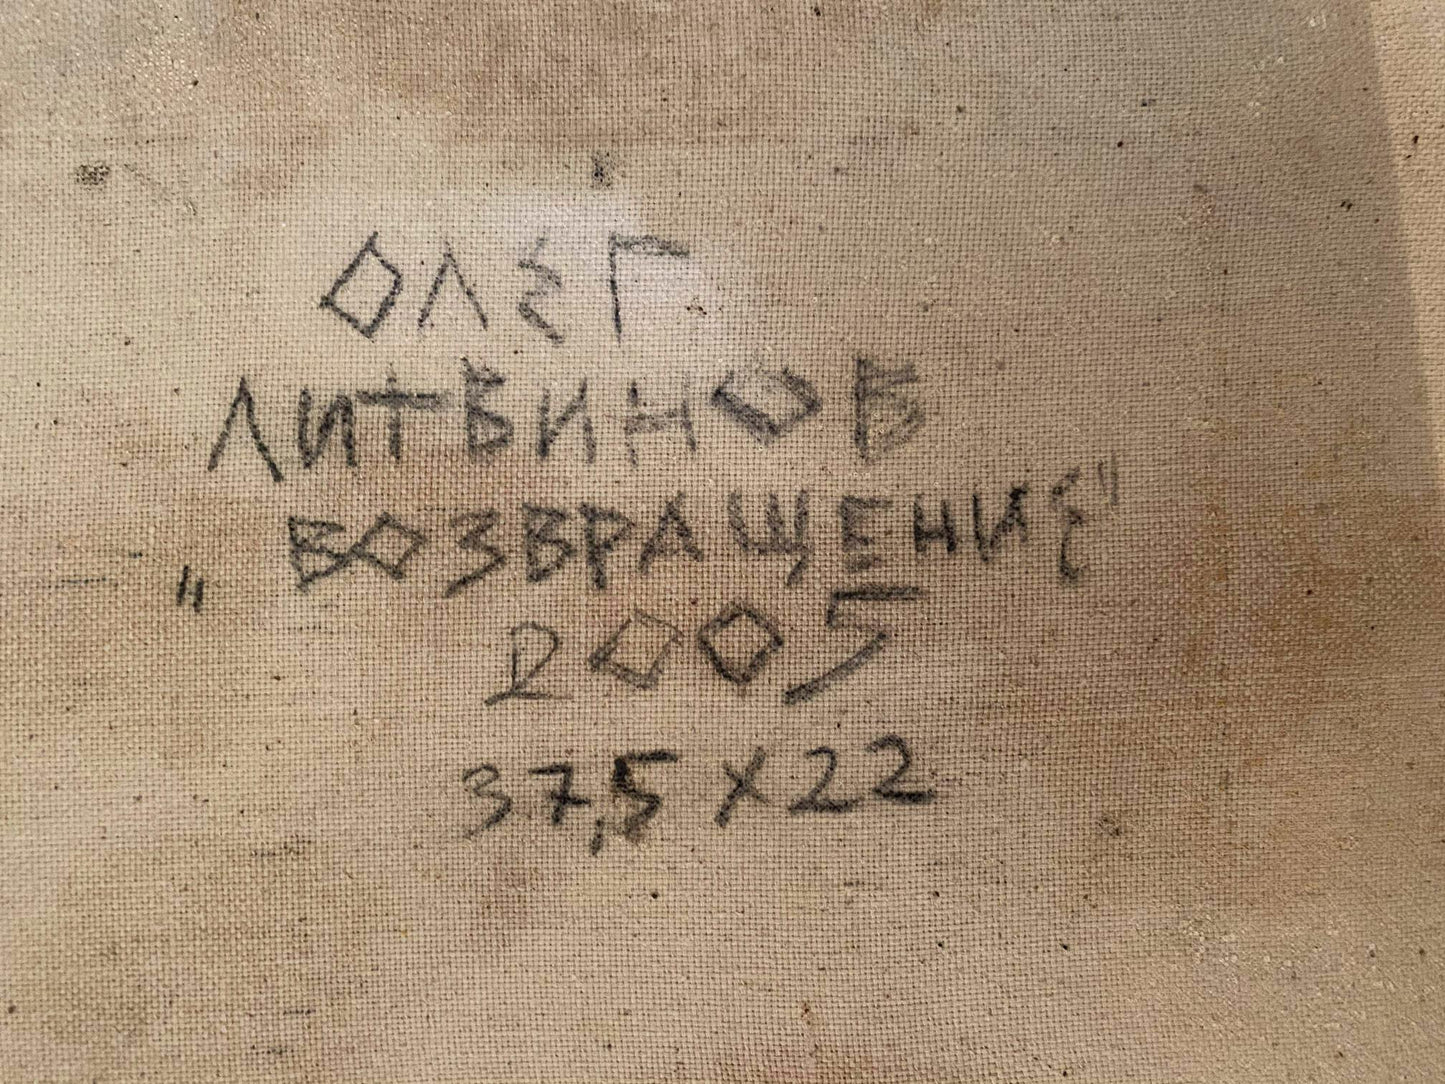 ОЛЕГ
ЛИТВИНОВ
„ВОЗВРАЩЕНИЕ"
2005
37,5 x 22